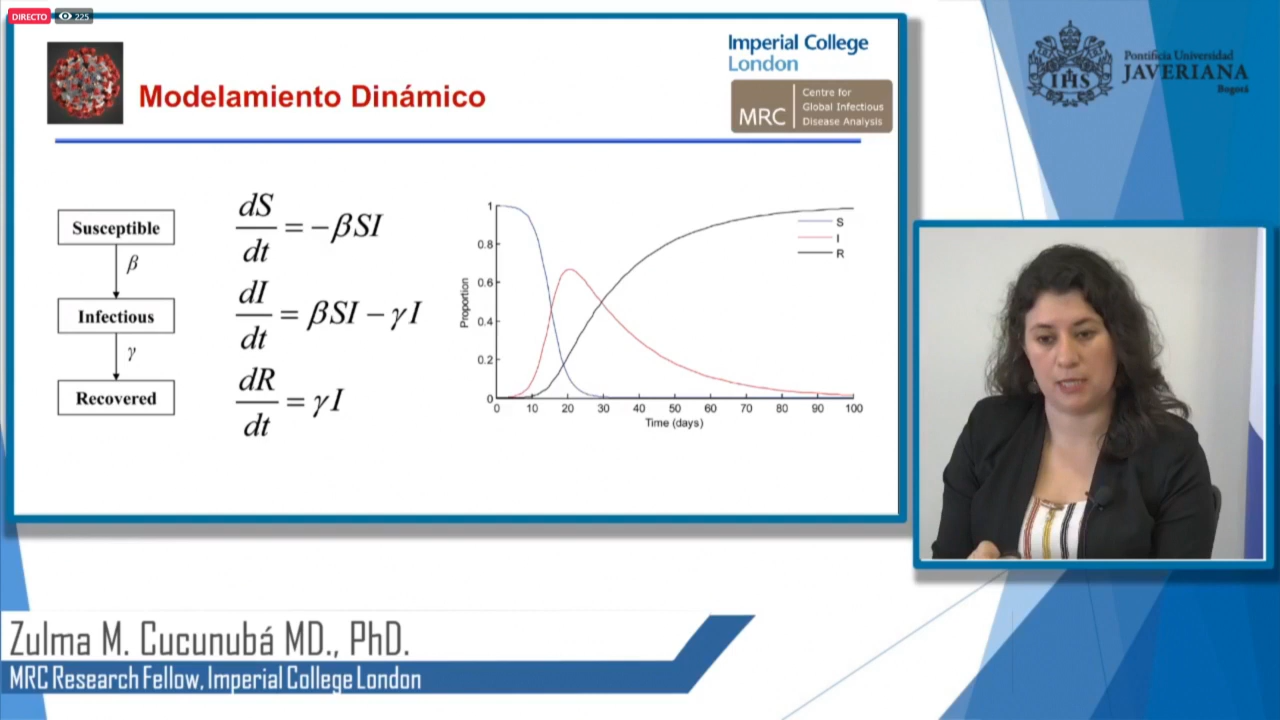 DIRECTO 225
Modelamiento Dinámico
Imperial College
London
MRC
Centre for
Global Infectious
Disease Analysis
Susceptible
β
Infectious
γ
Recovered
dS/dt = −βSI
dI/dt = βSI − γI
dR/dt = γI
1
0.8
0.6
0.4
0.2
0
Proportion
S
I
R
0 10 20 30 40 50 60 70 80 90 100
Time (days)
IHS
Pontificia Universidad
JAVERIANA
Bogotá
Zulma M. Cucunubá MD., PhD.
MRC Research Fellow, Imperial College London